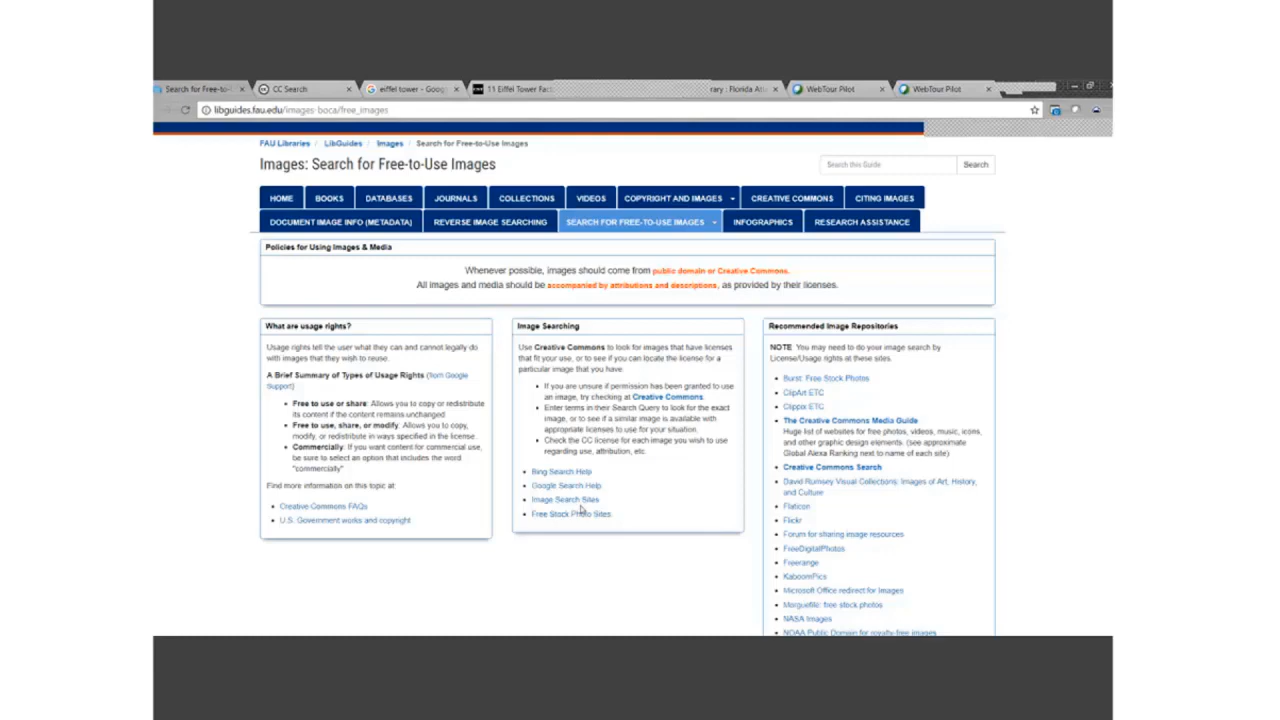 Search for Free-to-
CC Search
eiffel tower - Goog
11 Eiffel Tower Fac
rary : Florida Atl
WebTour Pilot
WebTour Pilot
libguides.fau.edu/images-boca/free_images
FAU Libraries / LibGuides / Images / Search for Free-to-Use Images
Images: Search for Free-to-Use Images
Search this Guide
Search
HOME
BOOKS
DATABASES
JOURNALS
COLLECTIONS
VIDEOS
COPYRIGHT AND IMAGES
CREATIVE COMMONS
CITING IMAGES
DOCUMENT IMAGE INFO (METADATA)
REVERSE IMAGE SEARCHING
SEARCH FOR FREE-TO-USE IMAGES
INFOGRAPHICS
RESEARCH ASSISTANCE
Policies for Using Images & Media
Whenever possible, images should come from public domain or Creative Commons.
All images and media should be accompanied by attributions and descriptions, as provided by their licenses.
What are usage rights?
Usage rights tell the user what they can and cannot legally do
with images that they wish to reuse.
A Brief Summary of Types of Usage Rights (from Google
Support)
Free to use or share: Allows you to copy or redistribute
its content if the content remains unchanged
Free to use, share, or modify: Allows you to copy,
modify, or redistribute in ways specified in the license.
Commercially: If you want content for commercial use,
be sure to select an option that includes the word
"commercially"
Find more information on this topic at:
Creative Commons FAQs
U.S. Government works and copyright
Image Searching
Use Creative Commons to look for images that have licenses
that fit your use, or to see if you can locate the license for a
particular image that you have.
If you are unsure if permission has been granted to use
an image, try checking at Creative Commons.
Enter terms in their Search Query to look for the exact
image, or to see if a similar image is available with
appropriate licenses to use for your situation.
Check the CC license for each image you wish to use
regarding use, attribution, etc.
Bing Search Help
Google Search Help
Image Search Sites
Free Stock Photo Sites
Recommended Image Repositories
NOTE: You may need to do your image search by
License/Usage rights at these sites.
Burst: Free Stock Photos
ClipArt ETC
Clippix ETC
The Creative Commons Media Guide
Huge list of websites for free photos, videos, music, icons,
and other graphic design elements. (see approximate
Global Alexa Ranking next to name of each site)
Creative Commons Search
David Rumsey Visual Collections: Images of Art, History,
and Culture
Flaticon
Flickr
Forum for sharing image resources
FreeDigitalPhotos
Freerange
KaboomPics
Microsoft Office redirect for Images
Morguefile: free stock photos
NASA Images
NOAA Public Domain for royalty-free images